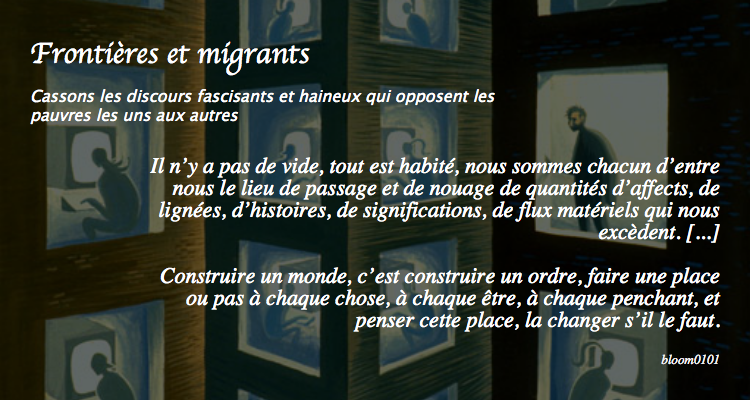 Frontières et migrants
Cassons les discours fascisants et haineux qui opposent les
pauvres les uns aux autres
Il n’y a pas de vide, tout est habité, nous sommes chacun d’entre
nous le lieu de passage et de nouage de quantités d’affects, de
lignées, d’histoires, de significations, de flux matériels qui nous
excèdent. [...]
Construire un monde, c’est construire un ordre, faire une place
ou pas à chaque chose, à chaque être, à chaque penchant, et
penser cette place, la changer s’il le faut.
bloom0101